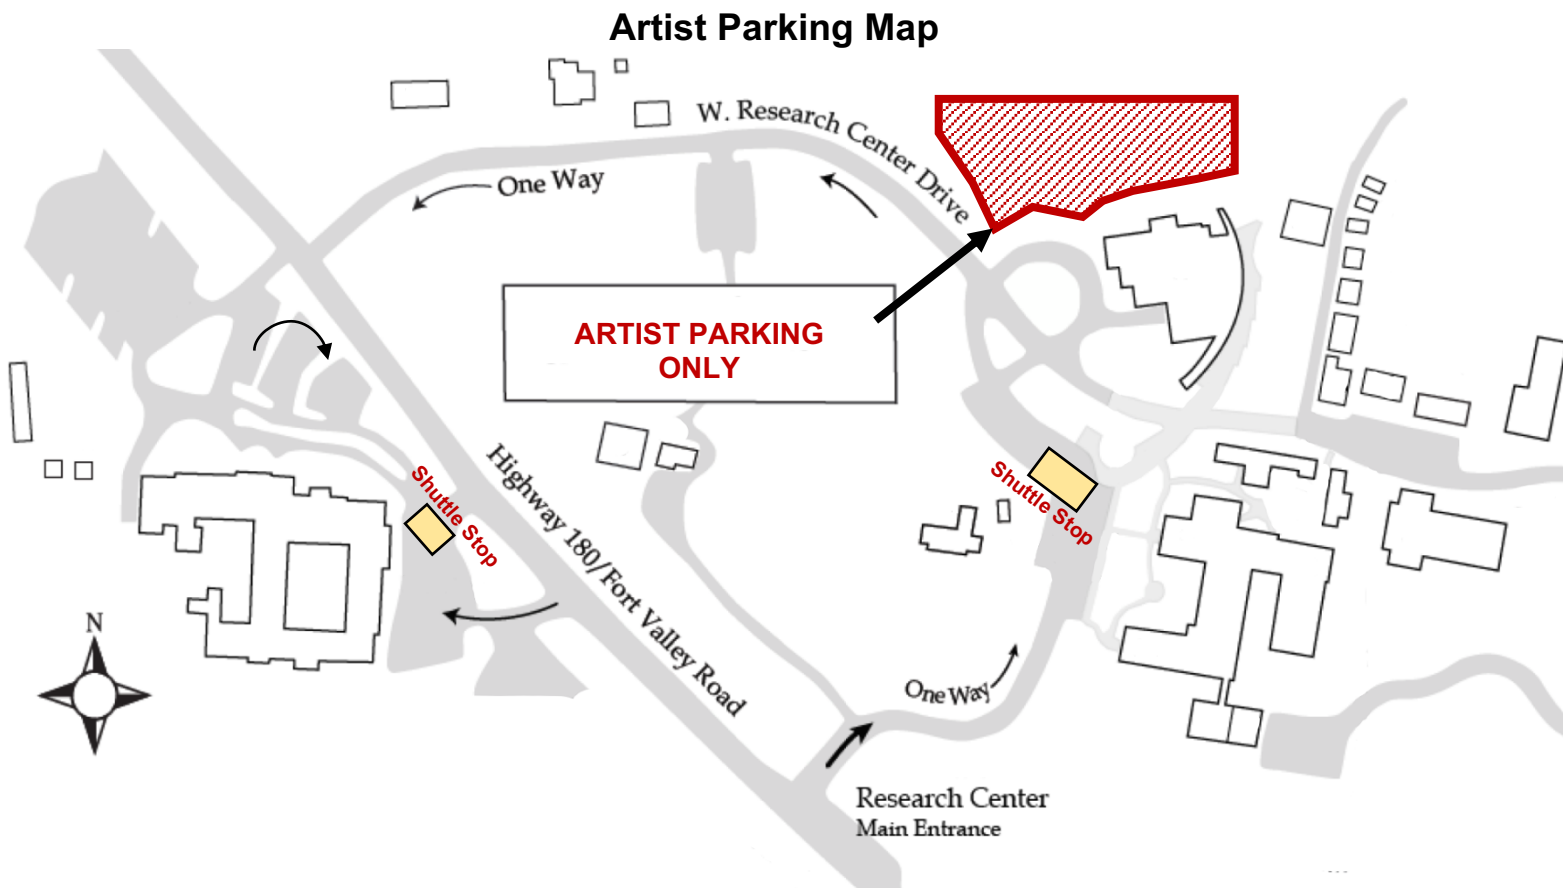 Artist Parking Map
W. Research Center Drive
One Way
ARTIST PARKING
ONLY
Shuttle Stop
Shuttle Stop
Highway 180/Fort Valley Road
N
One Way
Research Center
Main Entrance